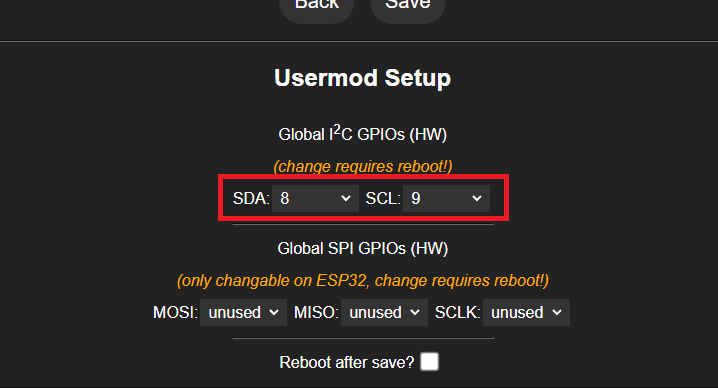 Back Save
Usermod Setup
Global I2C GPIOs (HW)
(change requires reboot!)
SDA: 8 SCL: 9
Global SPI GPIOs (HW)
(only changable on ESP32, change requires reboot!)
MOSI: unused MISO: unused SCLK: unused
Reboot after save?